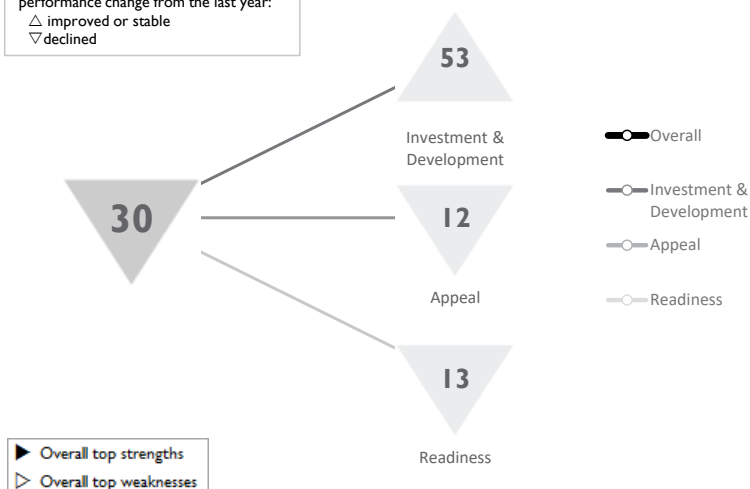 performance change from the last year:
△ improved or stable
▽ declined
53
Investment &
Development
Overall
30
12
Investment &
Development
Appeal
Appeal
13
Readiness
Readiness
▶ Overall top strengths
▷ Overall top weaknesses